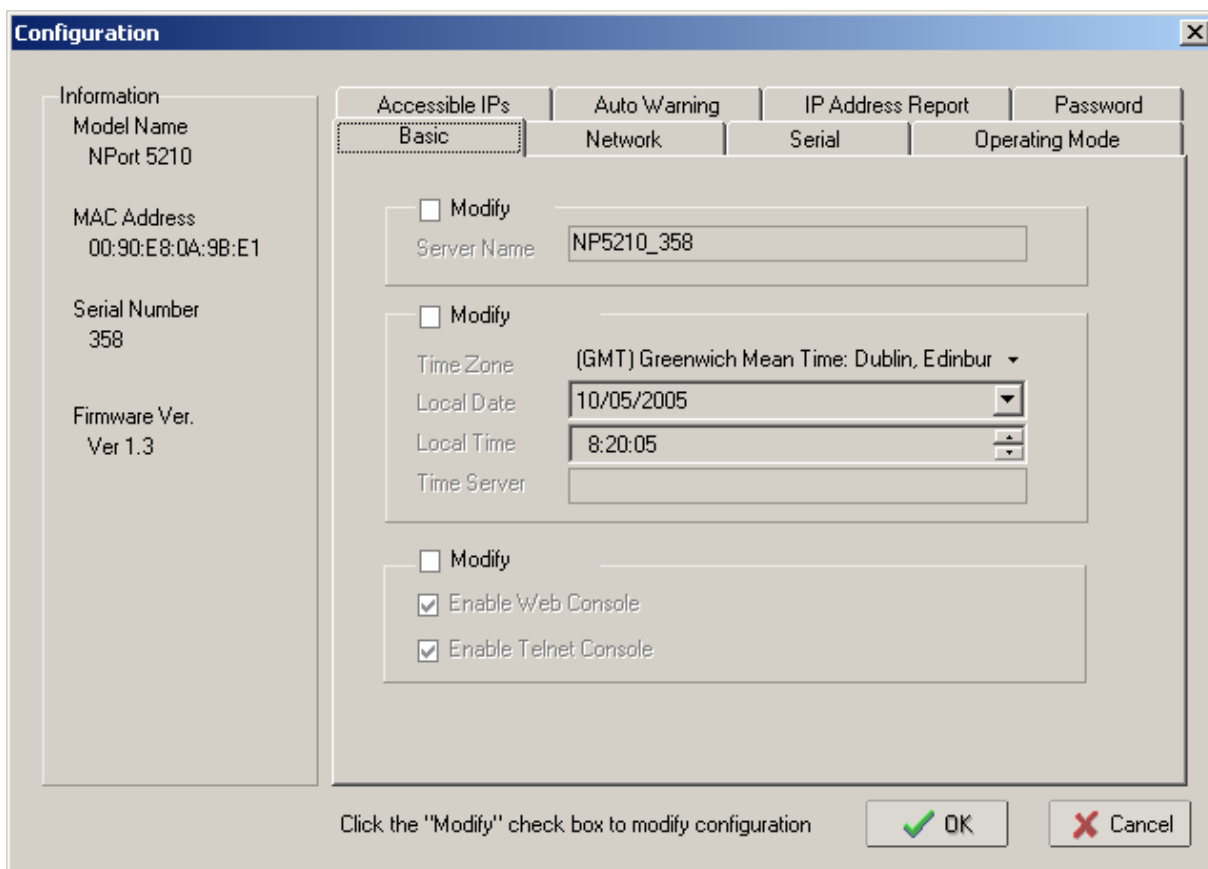 Configuration
Information
Model Name
NPort 5210
MAC Address
00:90:E8:0A:9B:E1
Serial Number
358
Firmware Ver.
Ver 1.3
Accessible IPs
Auto Warning
IP Address Report
Password
Basic
Network
Serial
Operating Mode
Modify
Server Name
NP5210_358
Modify
Time Zone
(GMT) Greenwich Mean Time: Dublin, Edinbur
Local Date
10/05/2005
Local Time
8:20:05
Time Server
Modify
Enable Web Console
Enable Telnet Console
Click the "Modify" check box to modify configuration
OK
Cancel